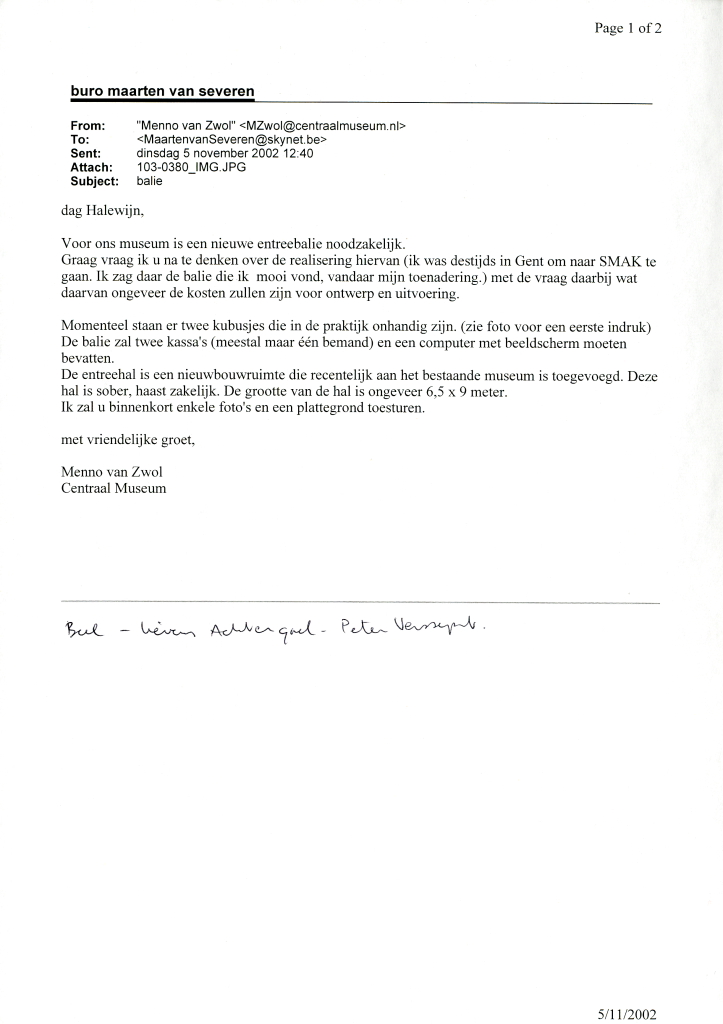 Page 1 of 2
buro maarten van severen
From: "Menno van Zwol" <MZwol@centraalmuseum.nl>
To: <MaartenvanSeveren@skynet.be>
Sent: dinsdag 5 november 2002 12:40
Attach: 103-0380_IMG.JPG
Subject: balie
dag Halewijn,
Voor ons museum is een nieuwe entreebalie noodzakelijk.
Graag vraag ik u na te denken over de realisering hiervan (ik was destijds in Gent om naar SMAK te
gaan. Ik zag daar de balie die ik mooi vond, vandaar mijn toenadering.) met de vraag daarbij wat
daarvan ongeveer de kosten zullen zijn voor ontwerp en uitvoering.
Momenteel staan er twee kubusjes die in de praktijk onhandig zijn. (zie foto voor een eerste indruk)
De balie zal twee kassa's (meestal maar één bemand) en een computer met beeldscherm moeten
bevatten.
De entreehal is een nieuwbouwruimte die recentelijk aan het bestaande museum is toegevoegd. Deze
hal is sober, haast zakelijk. De grootte van de hal is ongeveer 6,5 x 9 meter.
Ik zal u binnenkort enkele foto's en een plattegrond toesturen.
met vriendelijke groet,
Menno van Zwol
Centraal Museum
– Lieven Achtergael - Peter
5/11/2002